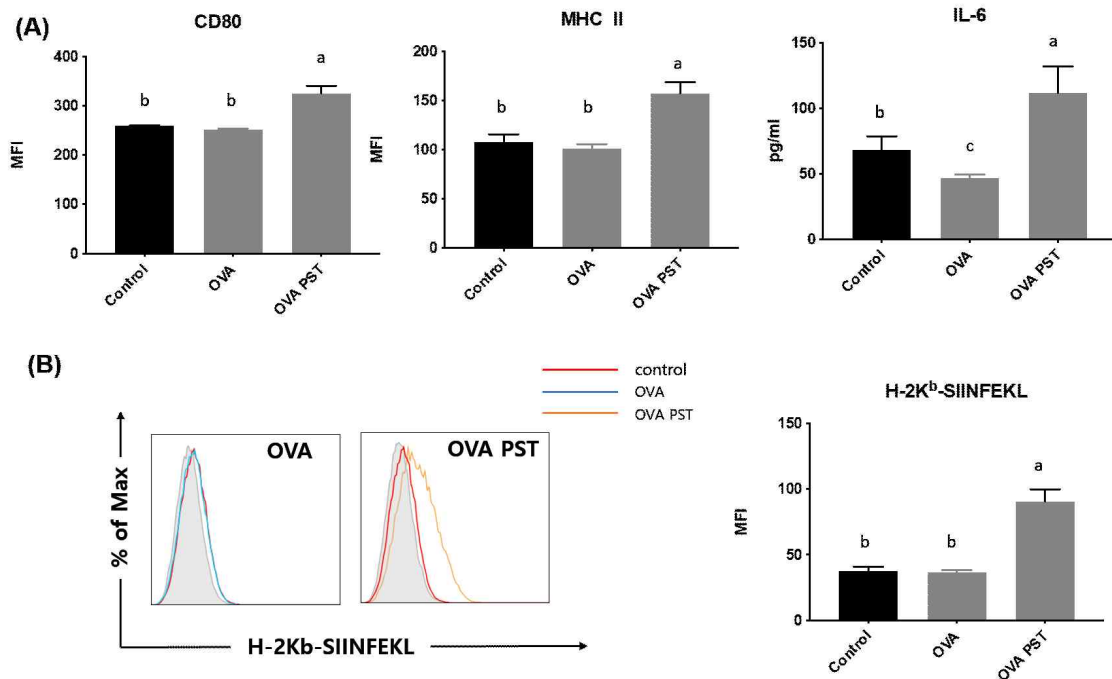 (A)
CD80
MFI
400
300
200
100
0
b
b
a
Control
OVA
OVA PST
MHC II
MFI
200
150
100
50
0
b
b
a
Control
OVA
OVA PST
IL-6
pg/ml
150
100
50
0
b
c
a
Control
OVA
OVA PST
(B)
control
OVA
OVA PST
% of Max
OVA
OVA PST
H-2Kb-SIINFEKL
H-2Kᵇ-SIINFEKL
MFI
150
100
50
0
b
b
a
Control
OVA
OVA PST